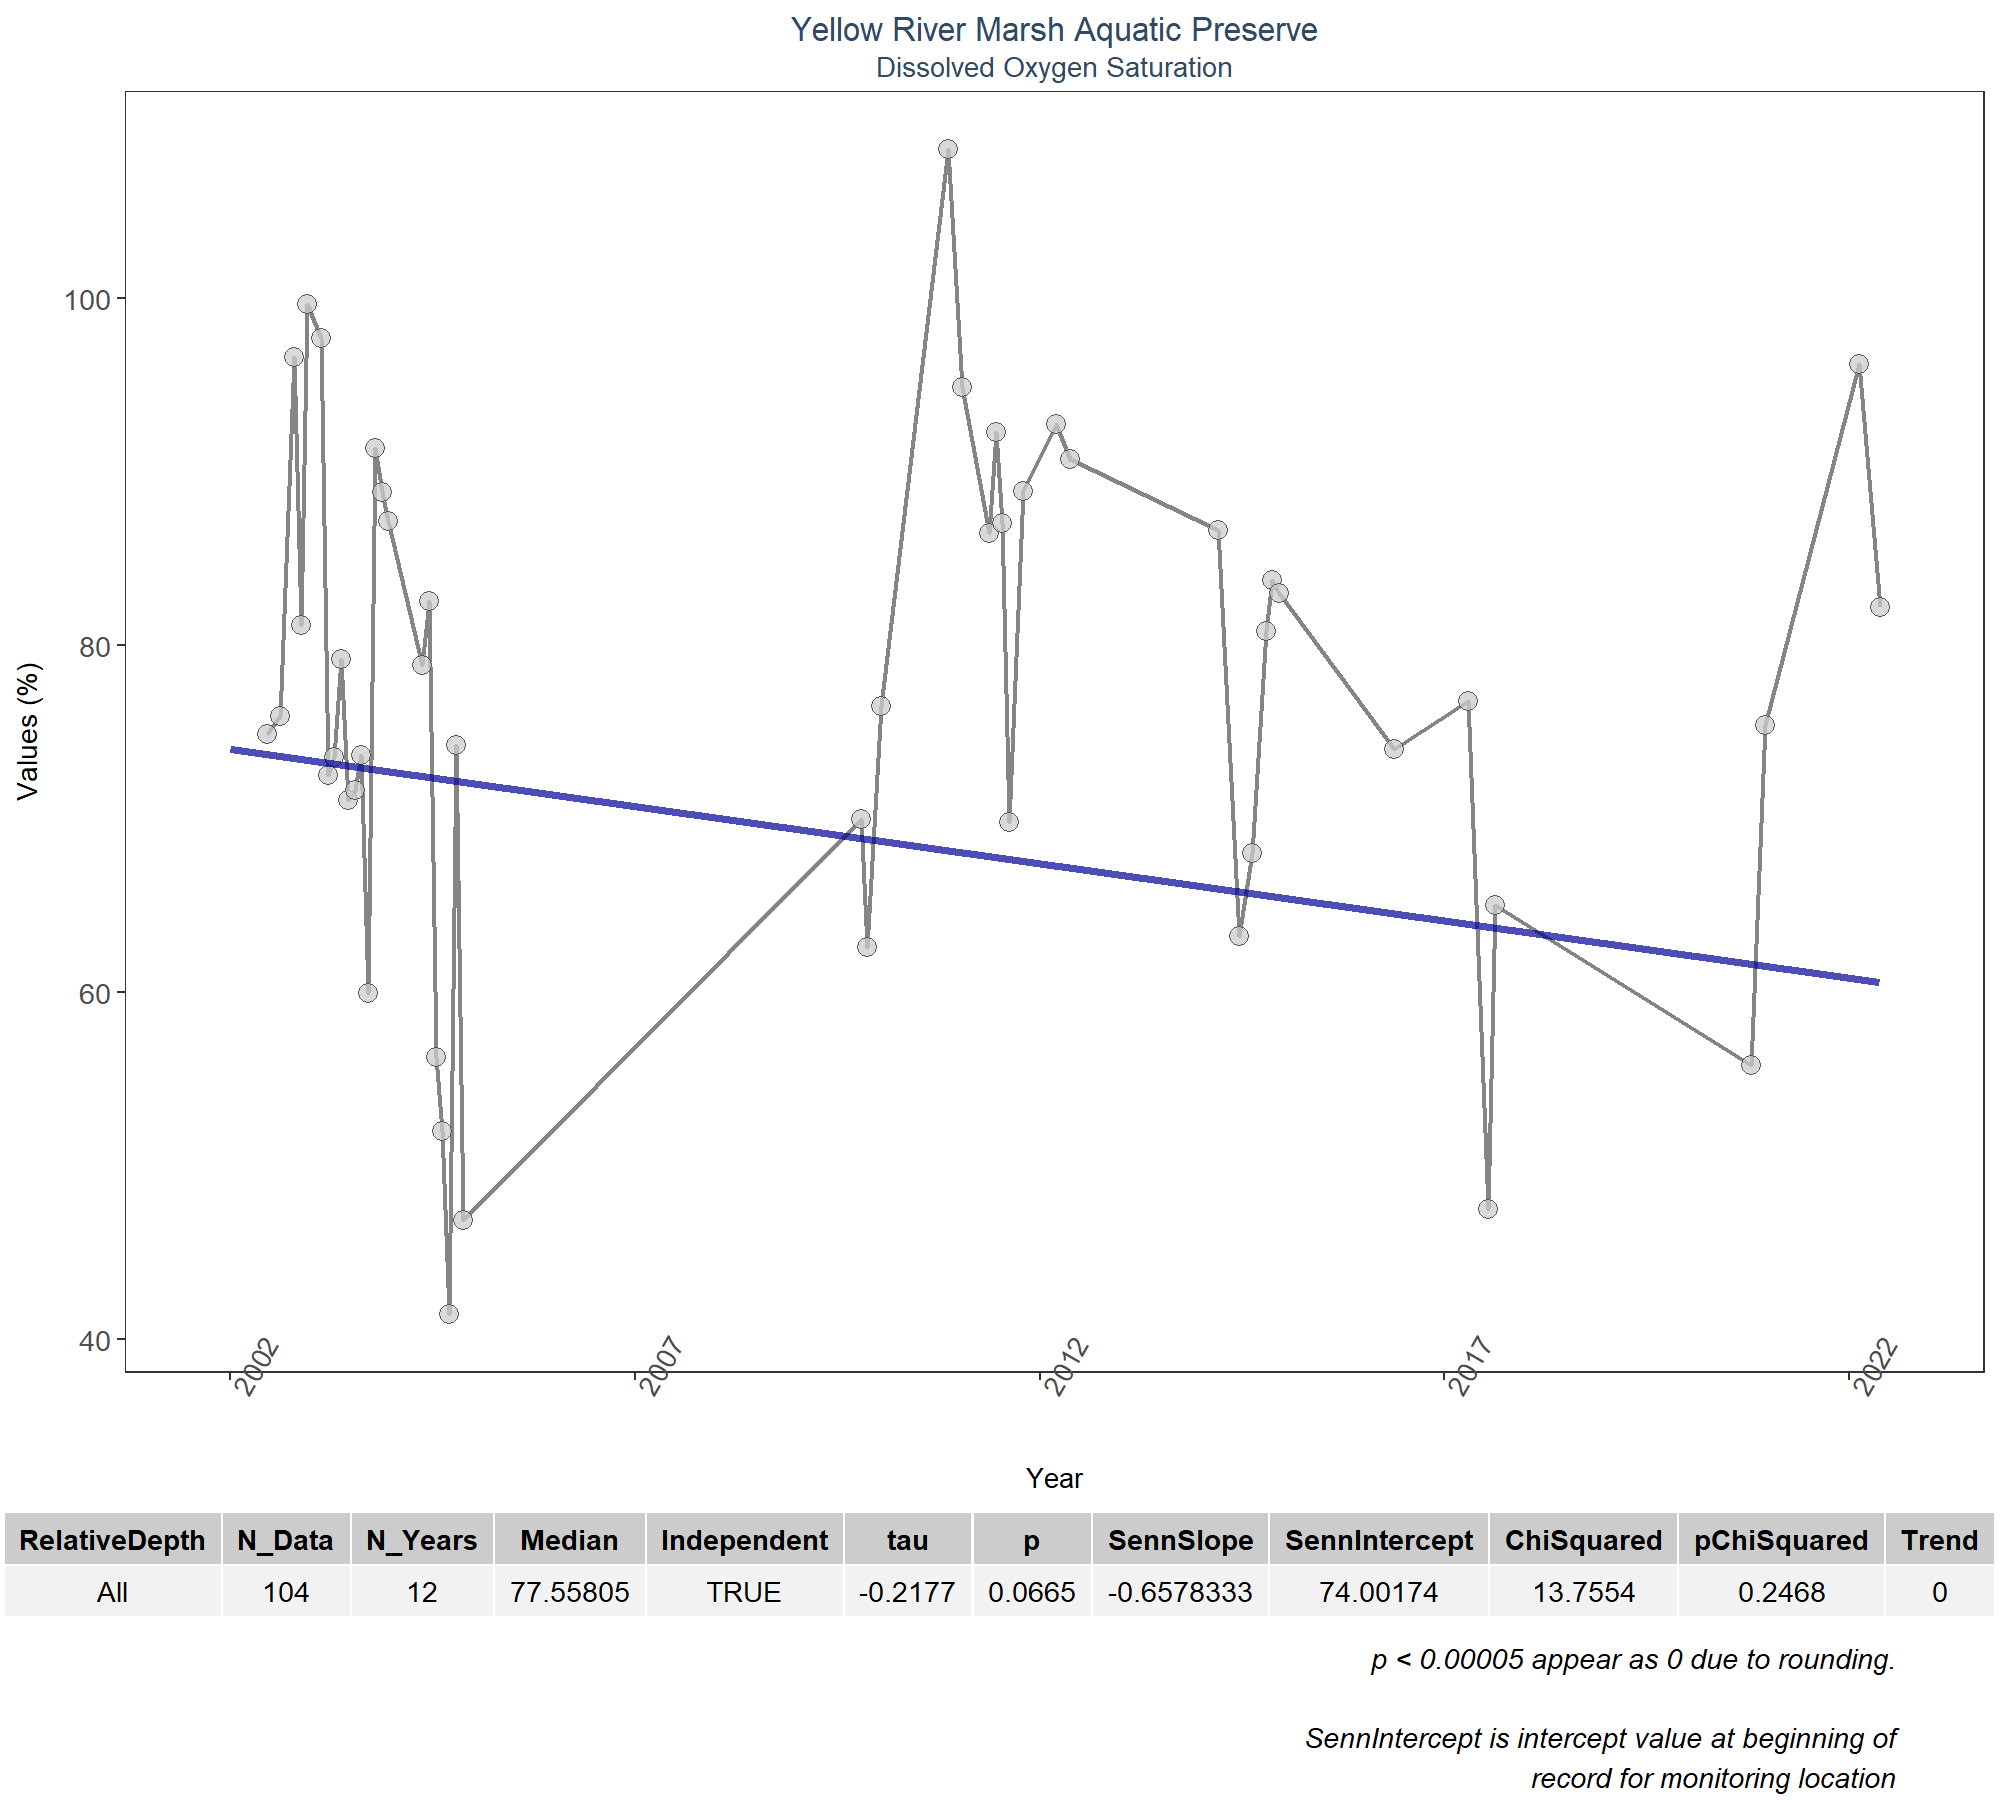 Yellow River Marsh Aquatic Preserve
Dissolved Oxygen Saturation
Values (%)
100
80
60
40
2002 2007 2012 2017 2022
Year
RelativeDepth N_Data N_Years Median Independent tau p SennSlope SennIntercept ChiSquared pChiSquared Trend
All 104 12 77.55805 TRUE -0.2177 0.0665 -0.6578333 74.00174 13.7554 0.2468 0
p < 0.00005 appear as 0 due to rounding.
SennIntercept is intercept value at beginning of
record for monitoring location